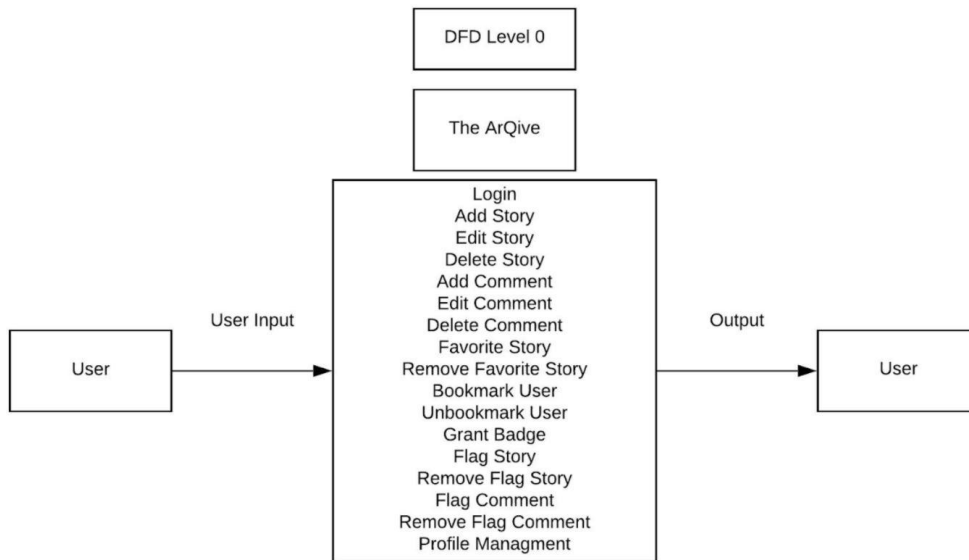 DFD Level 0
The ArQive
Login
Add Story
Edit Story
Delete Story
Add Comment
Edit Comment
Delete Comment
Favorite Story
Remove Favorite Story
Bookmark User
Unbookmark User
Grant Badge
Flag Story
Remove Flag Story
Flag Comment
Remove Flag Comment
Profile Managment
User
User Input
Output
User